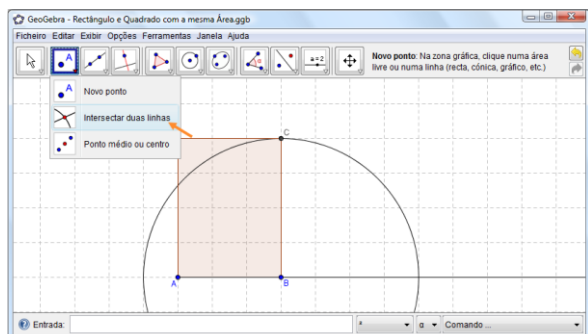 GeoGebra - Rectângulo e Quadrado com a mesma Área.ggb
Ficheiro Editar Exibir Opções Ferramentas Janela Ajuda
A
a=2
Novo ponto: Na zona gráfica, clique numa área
livre ou numa linha (recta, cónica, gráfico, etc.)
A
Novo ponto
Intersectar duas linhas
Ponto médio ou centro
C
A
B
Entrada:
²
α
Comando ...